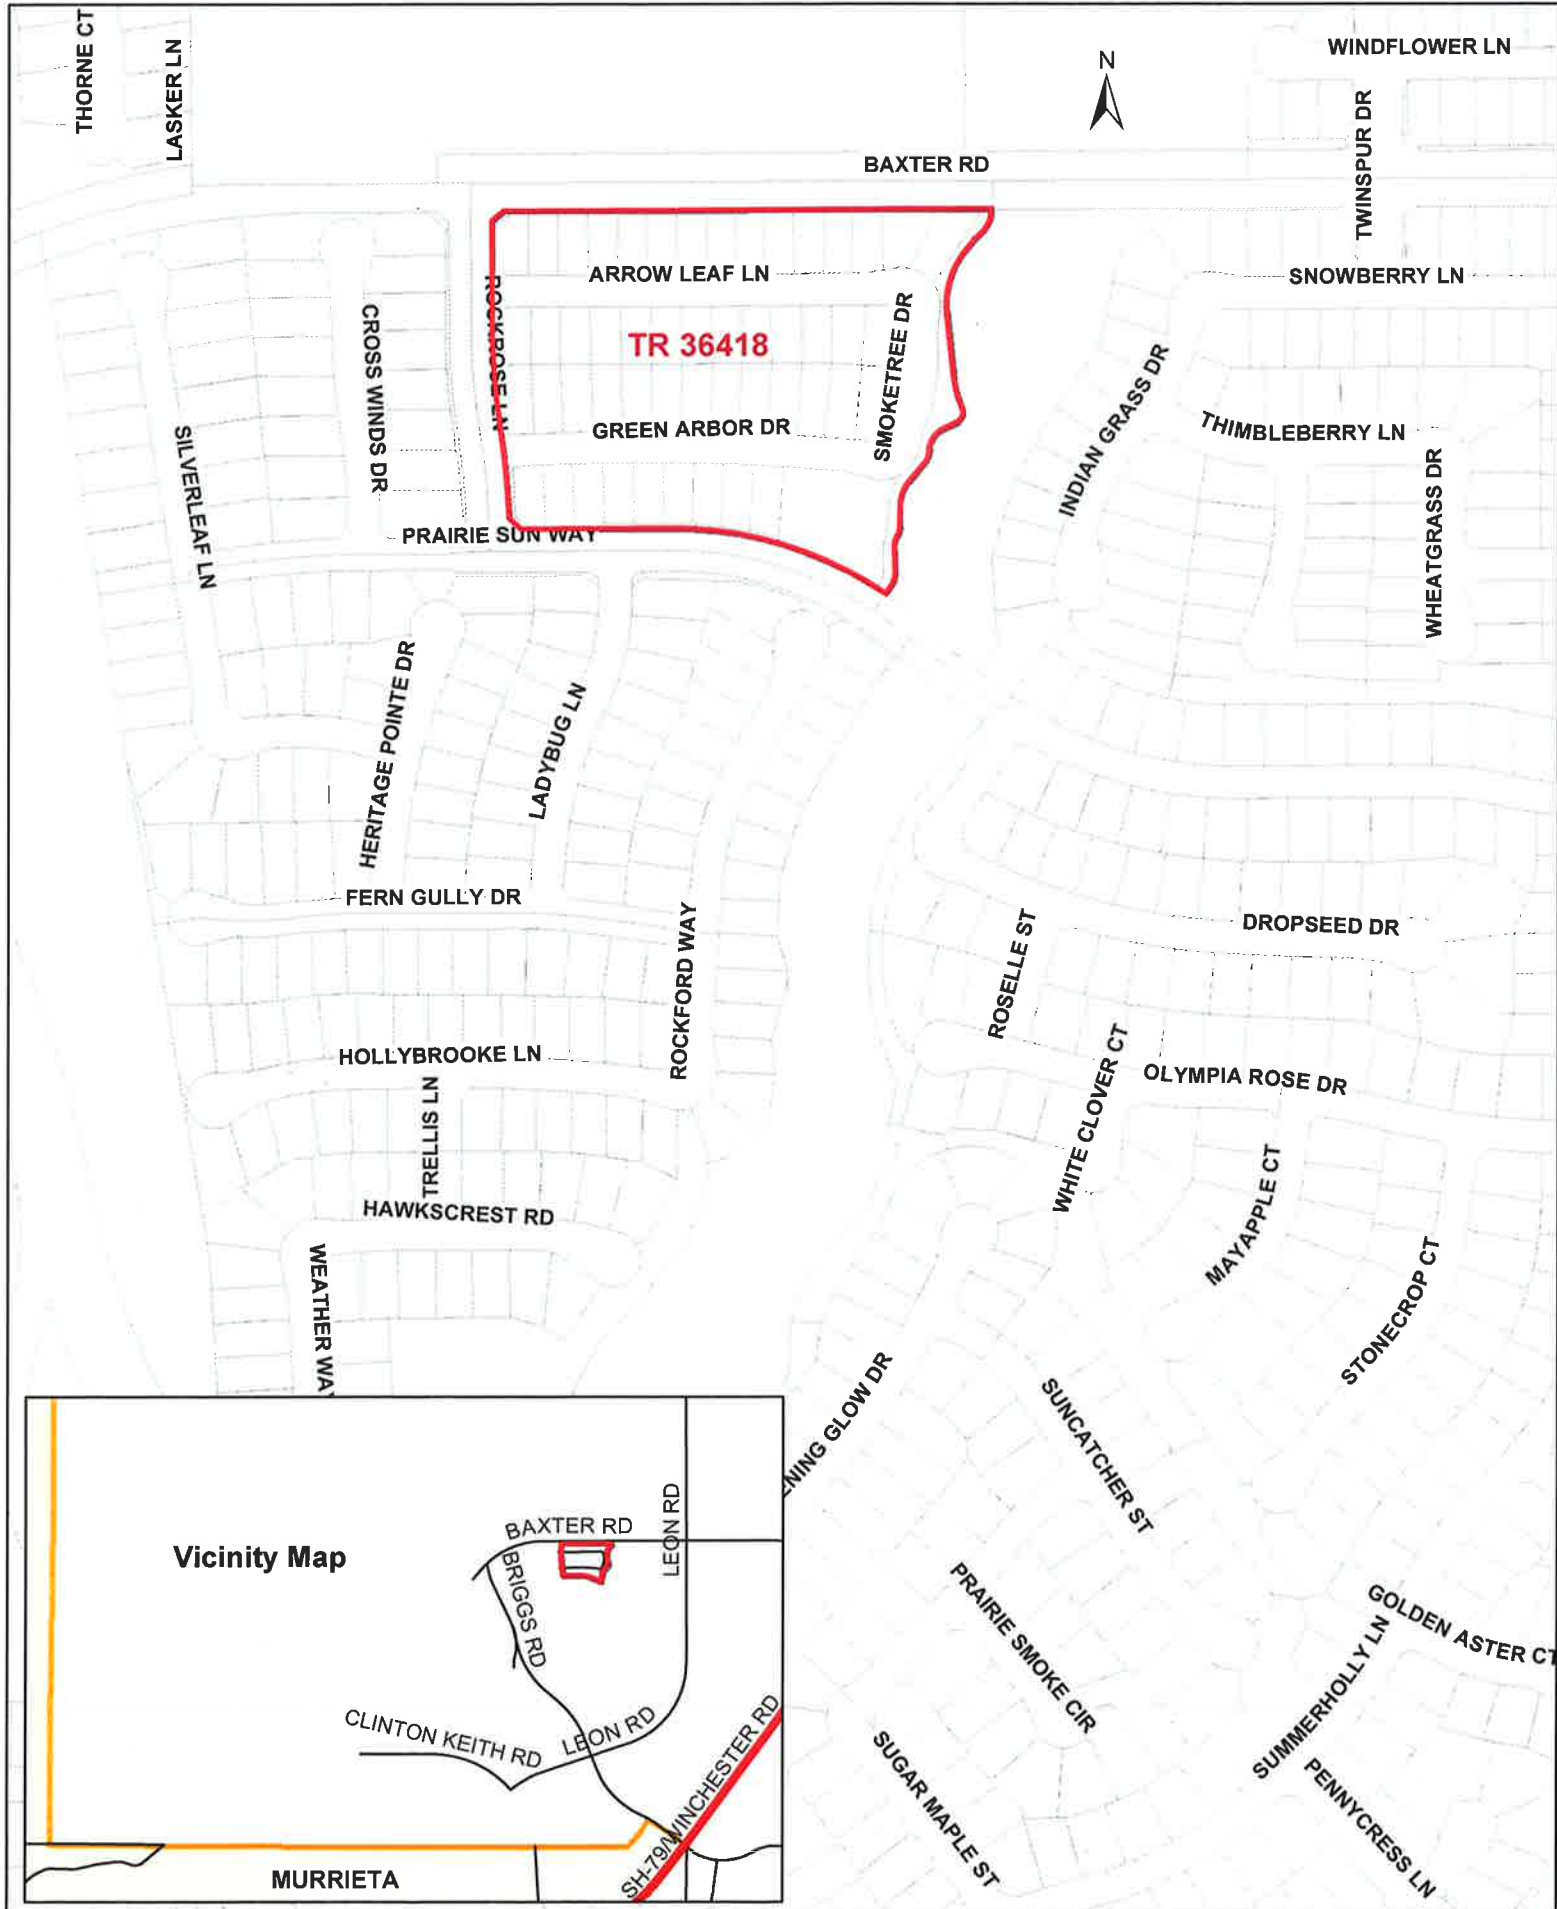 THORNE CT
LASKER LN
N
WINDFLOWER LN
TWINSPUR DR
BAXTER RD
SNOWBERRY LN
ARROW LEAF LN
ROCKROSE LN
CROSS WINDS DR
TR 36418
SMOKETREE DR
INDIAN GRASS DR
THIMBLEBERRY LN
GREEN ARBOR DR
SILVERLEAF LN
WHEATGRASS DR
PRAIRIE SUN WAY
HERITAGE POINTE DR
LADYBUG LN
FERN GULLY DR
ROCKFORD WAY
DROPSEED DR
ROSELLE ST
HOLLYBROOKE LN
WHITE CLOVER CT
OLYMPIA ROSE DR
TRELLIS LN
MAYAPPLE CT
HAWKSCREST RD
WEATHER WAY
STONECROP CT
ENING GLOW DR
SUNCATCHER ST
PRAIRIE SMOKE CIR
GOLDEN ASTER CT
SUMMERHOLLY LN
SUGAR MAPLE ST
PENNYCRESS LN
Vicinity Map
BAXTER RD
LEON RD
BRIGGS RD
CLINTON KEITH RD
LEON RD
SH-79/WINCHESTER RD
MURRIETA